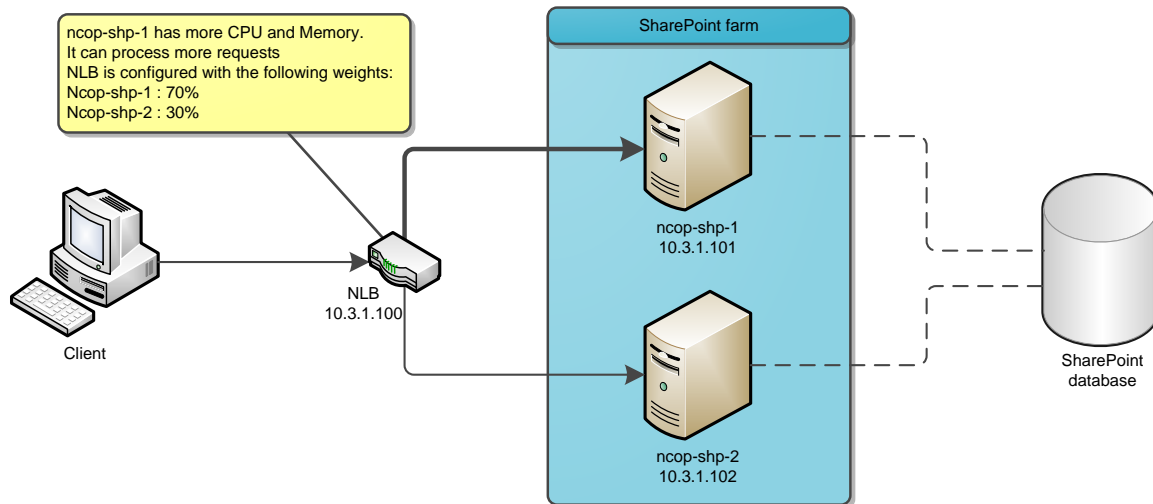 ncop-shp-1 has more CPU and Memory.
It can process more requests
NLB is configured with the following weights:
Ncop-shp-1 : 70%
Ncop-shp-2 : 30%
SharePoint farm
ncop-shp-1
10.3.1.101
NLB
10.3.1.100
Client
SharePoint
database
ncop-shp-2
10.3.1.102